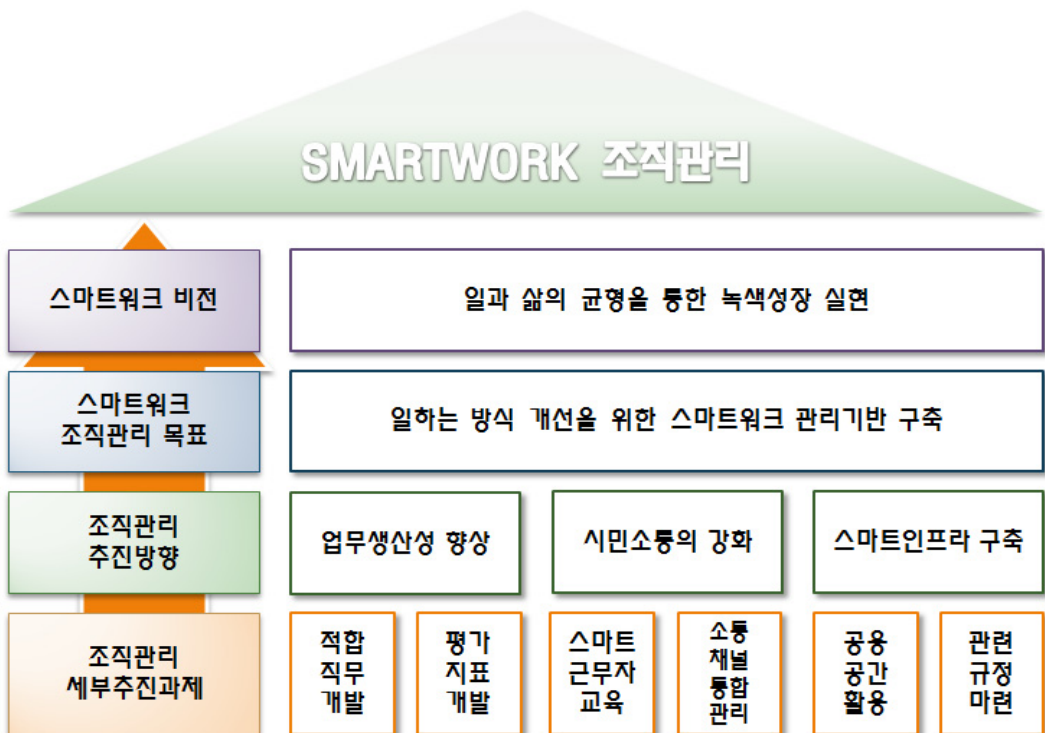 SMARTWORK 조직관리
스마트워크 비전
일과 삶의 균형을 통한 녹색성장 실현
스마트워크
조직관리 목표
일하는 방식 개선을 위한 스마트워크 관리기반 구축
조직관리
추진방향
업무생산성 향상
시민소통의 강화
스마트인프라 구축
조직관리
세부추진과제
적합
직무
개발
평가
지표
개발
스마트
근무자
교육
소통
채널
통합
관리
공용
공간
활용
관련
규정
마련